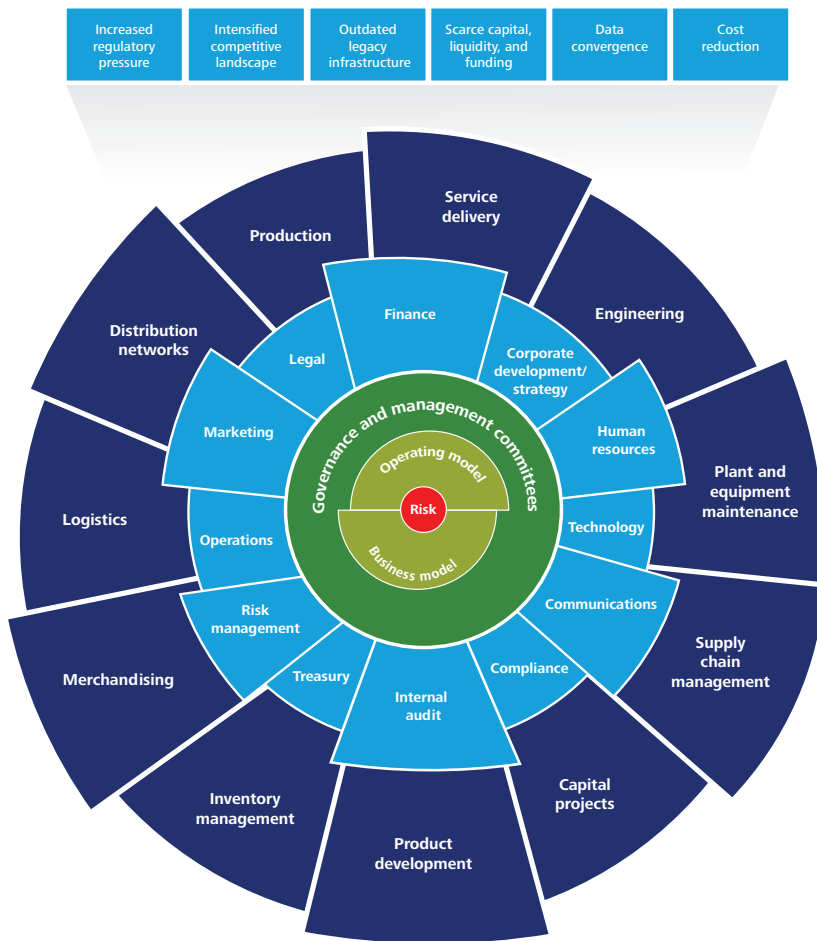 Increased
regulatory
pressure
Intensified
competitive
landscape
Outdated
legacy
infrastructure
Scarce capital,
liquidity, and
funding
Data
convergence
Cost
reduction
Service
delivery
Production
Engineering
Distribution
networks
Plant and
equipment
maintenance
Logistics
Supply
chain
management
Merchandising
Capital
projects
Inventory
management
Product
development
Finance
Legal
Corporate
development/
strategy
Marketing
Human
resources
Operations
Technology
Risk
management
Communications
Treasury
Compliance
Internal
audit
Governance and management committees
Operating model
Risk
Business model